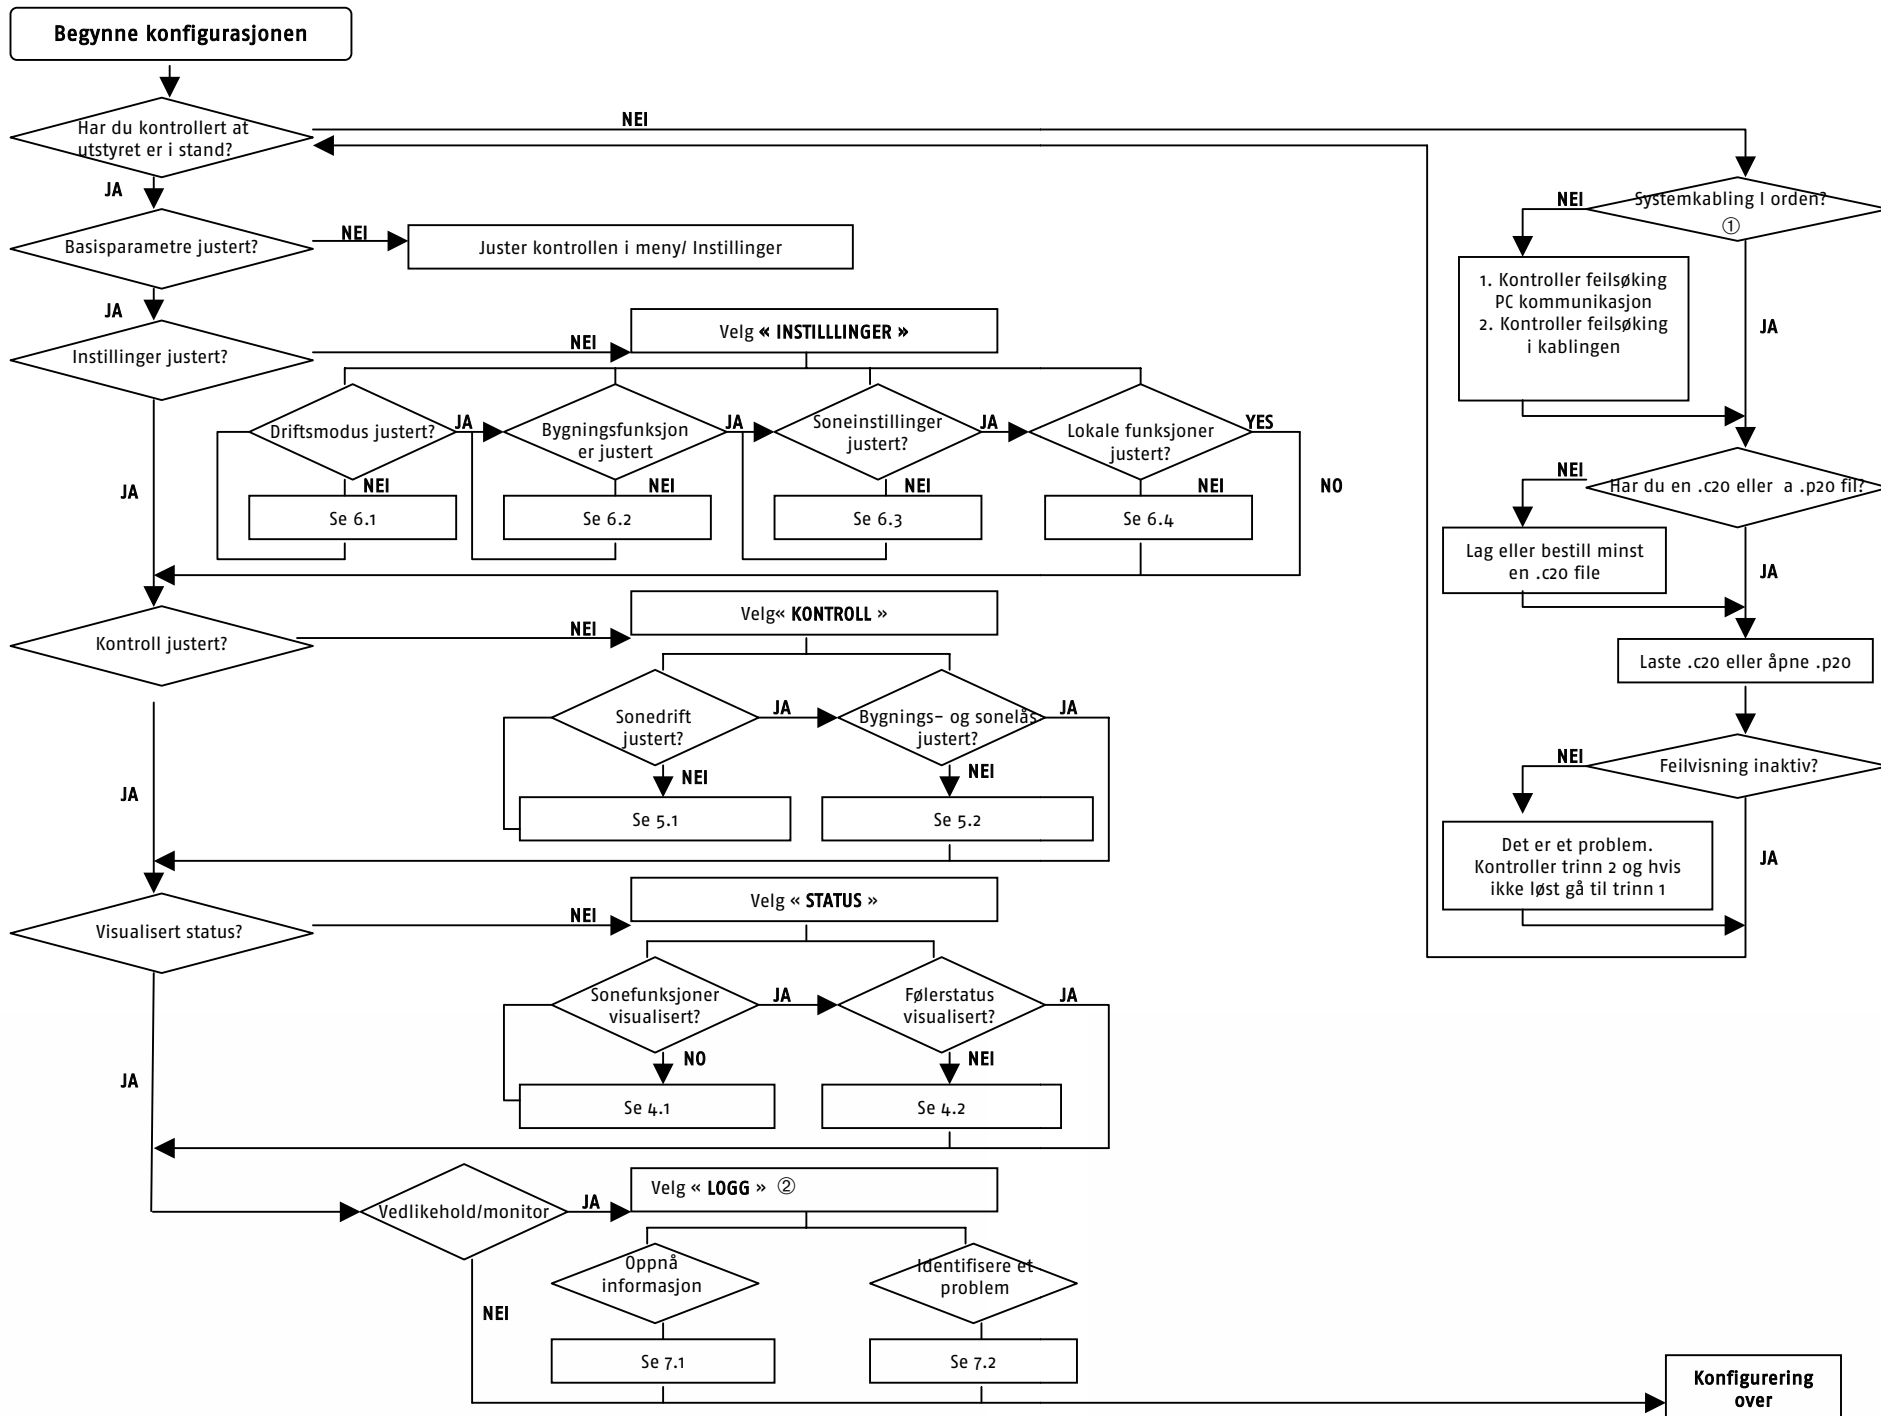 Begynne konfigurasjonen
Har du kontrollert at
utstyret er i stand?
NEI
JA
Basisparametre justert?
NEI
Juster kontrollen i meny/ Instillinger
JA
Instillinger justert?
NEI
Velg « INSTILLLINGER »
Driftsmodus justert?
JA
Bygningsfunksjon
er justert
JA
Soneinstillinger
justert?
JA
Lokale funksjoner
justert?
YES
NEI
NEI
NEI
NEI
NO
JA
Se 6.1
Se 6.2
Se 6.3
Se 6.4
Kontroll justert?
NEI
Velg« KONTROLL »
Sonedrift
justert?
JA
Bygnings- og sonelås
justert?
JA
NEI
NEI
JA
Se 5.1
Se 5.2
Visualisert status?
NEI
Velg « STATUS »
Sonefunksjoner
visualisert?
JA
Følerstatus
visualisert?
JA
NO
NEI
JA
Se 4.1
Se 4.2
Vedlikehold/monitor
JA
Velg « LOGG » ②
Oppnå
informasjon
Identifisere et
problem
NEI
Se 7.1
Se 7.2
Systemkabling I orden?
①
NEI
1. Kontroller feilsøking
PC kommunikasjon
2. Kontroller feilsøking
i kablingen
JA
NEI
Har du en .c20 eller a .p20 fil?
Lag eller bestill minst
en .c20 file
JA
Laste .c20 eller åpne .p20
NEI
Feilvisning inaktiv?
Det er et problem.
Kontroller trinn 2 og hvis
ikke løst gå til trinn 1
JA
Konfigurering
over